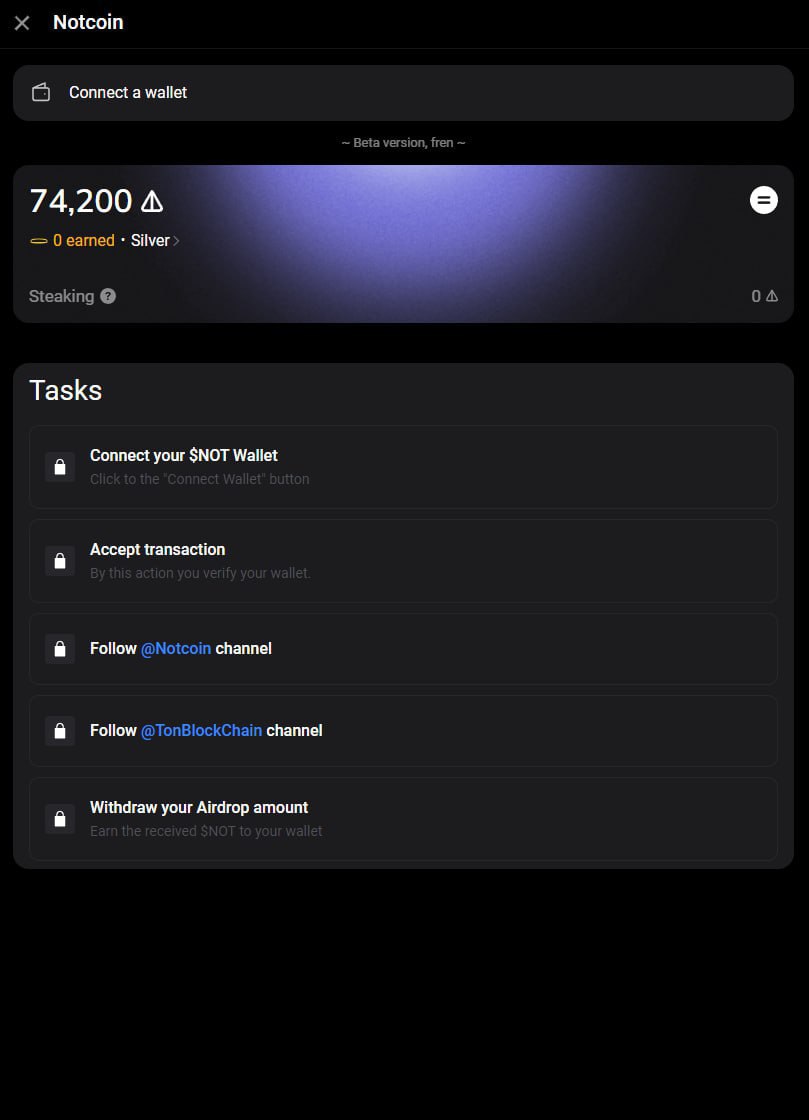 Notcoin
Connect a wallet
~ Beta version, fren ~
74,200
0 earned · Silver
Steaking ?
0
Tasks
Connect your $NOT Wallet
Click to the "Connect Wallet" button
Accept transaction
By this action you verify your wallet.
Follow @Notcoin channel
Follow @TonBlockChain channel
Withdraw your Airdrop amount
Earn the received $NOT to your wallet